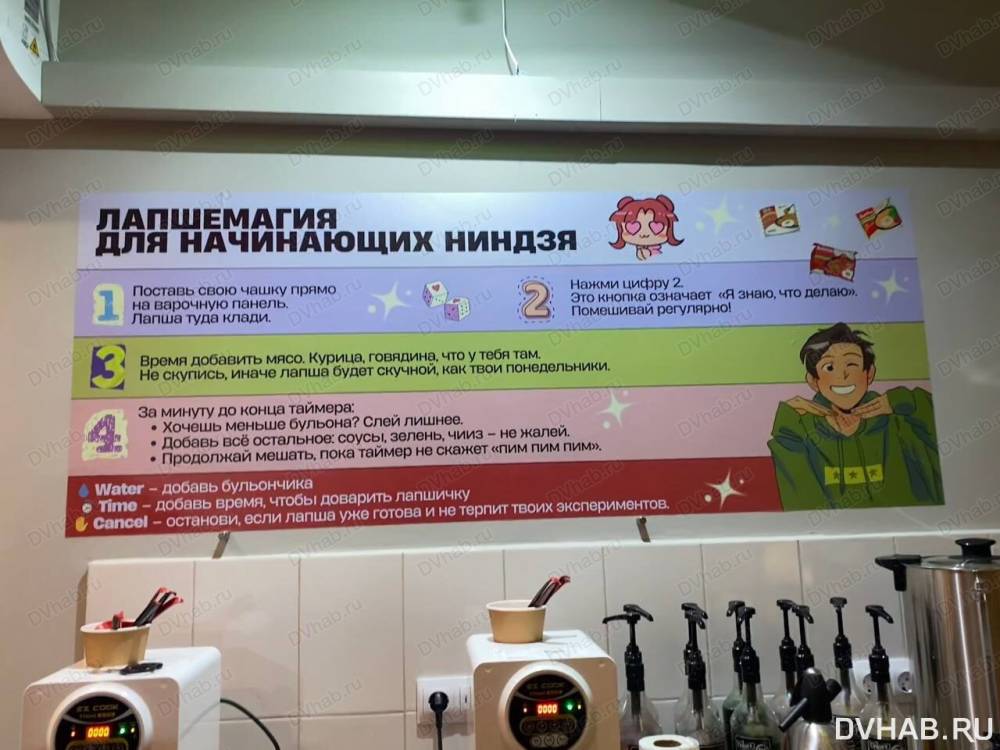 ЛАПШЕМАГИЯ
ДЛЯ НАЧИНАЮЩИХ НИНДЗЯ
1
Поставь свою чашку прямо
на варочную панель.
Лапша туда клади.
2
Нажми цифру 2.
Это кнопка означает «Я знаю, что делаю».
Помешивай регулярно!
3
Время добавить мясо. Курица, говядина, что у тебя там.
Не скупись, иначе лапша будет скучной, как твои понедельники.
4
За минуту до конца таймера:
• Хочешь меньше бульона? Слей лишнее.
• Добавь всё остальное: соусы, зелень, чииз – не жалей.
• Продолжай мешать, пока таймер не скажет «пим пим пим».
Water – добавь бульончика
Time – добавь время, чтобы доварить лапшичку
Cancel – останови, если лапша уже готова и не терпит твоих экспериментов.
EZ COOK
0000
0000
DVHAB.RU